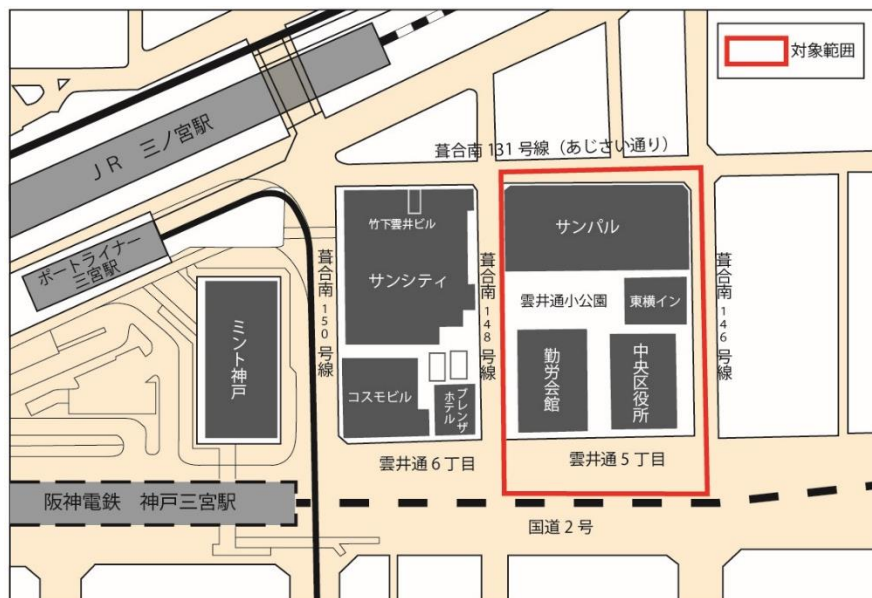 対象範囲
JR 三ノ宮駅
葺合南131号線(あじさい通り)
ポートライナー
三宮駅
竹下雲井ビル
サンシティ
サンパル
雲井通小公園
東横イン
葺合南150号線
葺合南148号線
葺合南146号線
ミント神戸
コスモビル
ブレンザ
ホテル
勤労会館
中央区役所
雲井通6丁目
雲井通5丁目
阪神電鉄 神戸三宮駅
国道2号